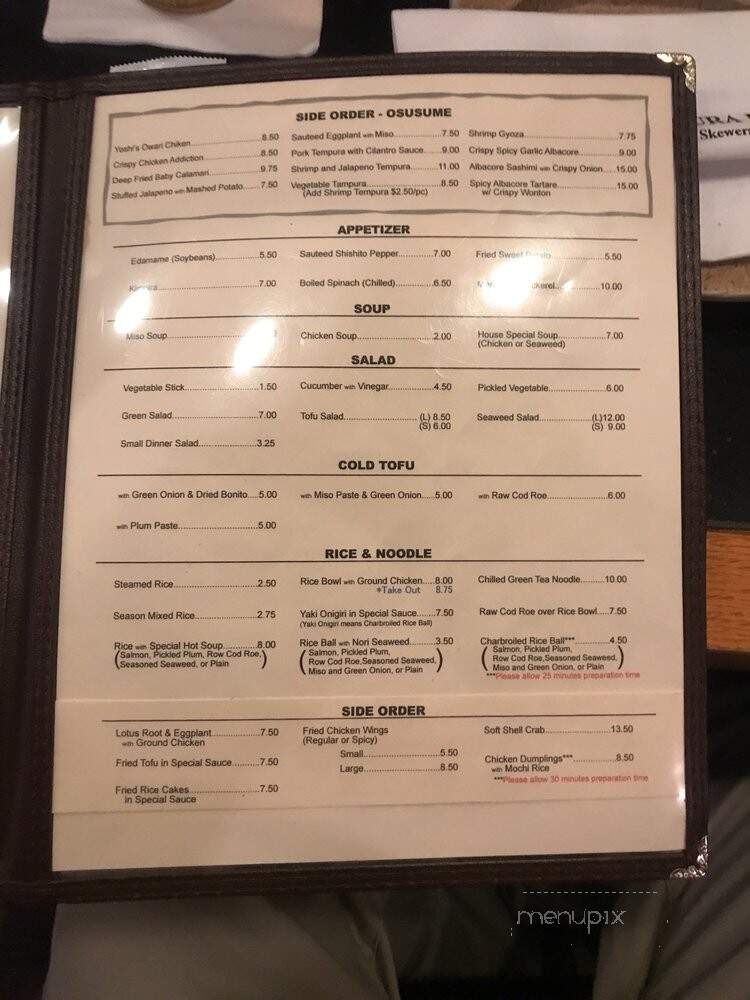 URA
Skewer
SIDE ORDER - OSUSUME
Yoshi's Owari Chiken 8.50
Crispy Chicken Addiction 8.50
Deep Fried Baby Calamari 9.75
Stuffed Jalapeno with Mashed Potato 7.50
Sauteed Eggplant with Miso 7.50
Pork Tempura with Cilantro Sauce 9.00
Shrimp and Jalapeno Tempura 11.00
Vegetable Tampura 8.50
(Add Shrimp Tempura $2.50/pc)
Shrimp Gyoza 7.75
Crispy Spicy Garlic Albacore 9.00
Albacore Sashimi with Crispy Onion 15.00
Spicy Albacore Tartare 15.00
w/ Crispy Wonton
APPETIZER
Edamame (Soybeans) 5.50
Sauteed Shishito Pepper 7.00
Fried Sweet 5.50
7.00
Boiled Spinach (Chilled) 6.50
10.00
SOUP
Miso Soup
Chicken Soup 2.00
House Special Soup 7.00
(Chicken or Seaweed)
SALAD
Vegetable Stick 1.50
Cucumber with Vinegar 4.50
Pickled Vegetable 6.00
Green Salad 7.00
Tofu Salad (L) 8.50
(S) 6.00
Seaweed Salad (L)12.00
(S) 9.00
Small Dinner Salad 3.25
COLD TOFU
with Green Onion & Dried Bonito 5.00
with Miso Paste & Green Onion 5.00
with Raw Cod Roe 6.00
with Plum Paste 5.00
RICE & NOODLE
Steamed Rice 2.50
Rice Bowl with Ground Chicken 8.00
*Take Out 8.75
Chilled Green Tea Noodle 10.00
Season Mixed Rice 2.75
Yaki Onigiri in Special Sauce 7.50
(Yaki Onigiri means Charbroiled Rice Ball)
Raw Cod Roe over Rice Bowl 7.50
Rice with Special Hot Soup 8.00
(Salmon, Pickled Plum, Row Cod Roe,
Seasoned Seaweed, or Plain)
Rice Ball with Nori Seaweed 3.50
(Salmon, Pickled Plum,
Row Cod Roe,Seasoned Seaweed,
Miso and Green Onion, or Plain)
Charbroiled Rice Ball*** 4.50
(Salmon, Pickled Plum,
Row Cod Roe,Seasoned Seaweed,
Miso and Green Onion, or Plain)
***Please allow 25 minutes preparation time
SIDE ORDER
Lotus Root & Eggplant 7.50
with Ground Chicken
Fried Tofu in Special Sauce 7.50
Fried Rice Cakes 7.50
in Special Sauce
Fried Chicken Wings
(Regular or Spicy)
Small 5.50
Large 8.50
Soft Shell Crab 13.50
Chicken Dumplings*** 8.50
with Mochi Rice
***Please allow 30 minutes preparation time
menupix